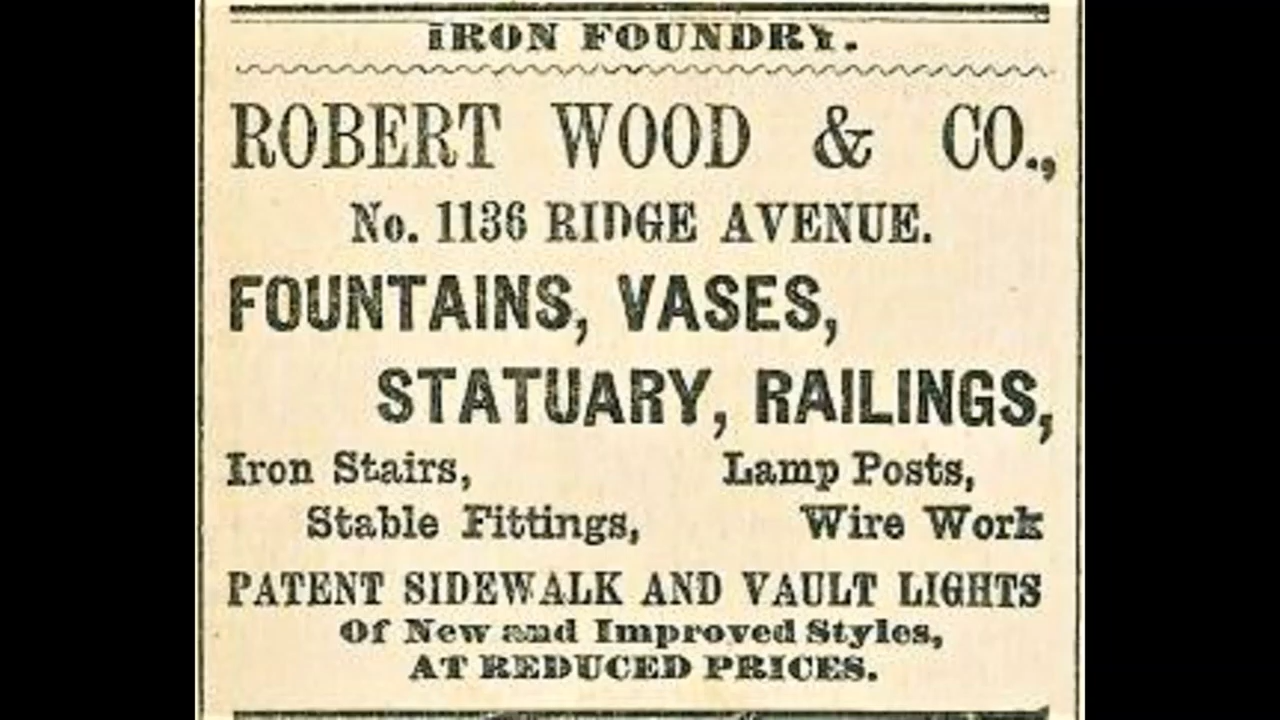 IRON FOUNDRY.
ROBERT WOOD & CO.,
No. 1136 RIDGE AVENUE.
FOUNTAINS, VASES,
STATUARY, RAILINGS,
Iron Stairs, Lamp Posts,
Stable Fittings, Wire Work
PATENT SIDEWALK AND VAULT LIGHTS
Of New and Improved Styles,
AT REDUCED PRICES.